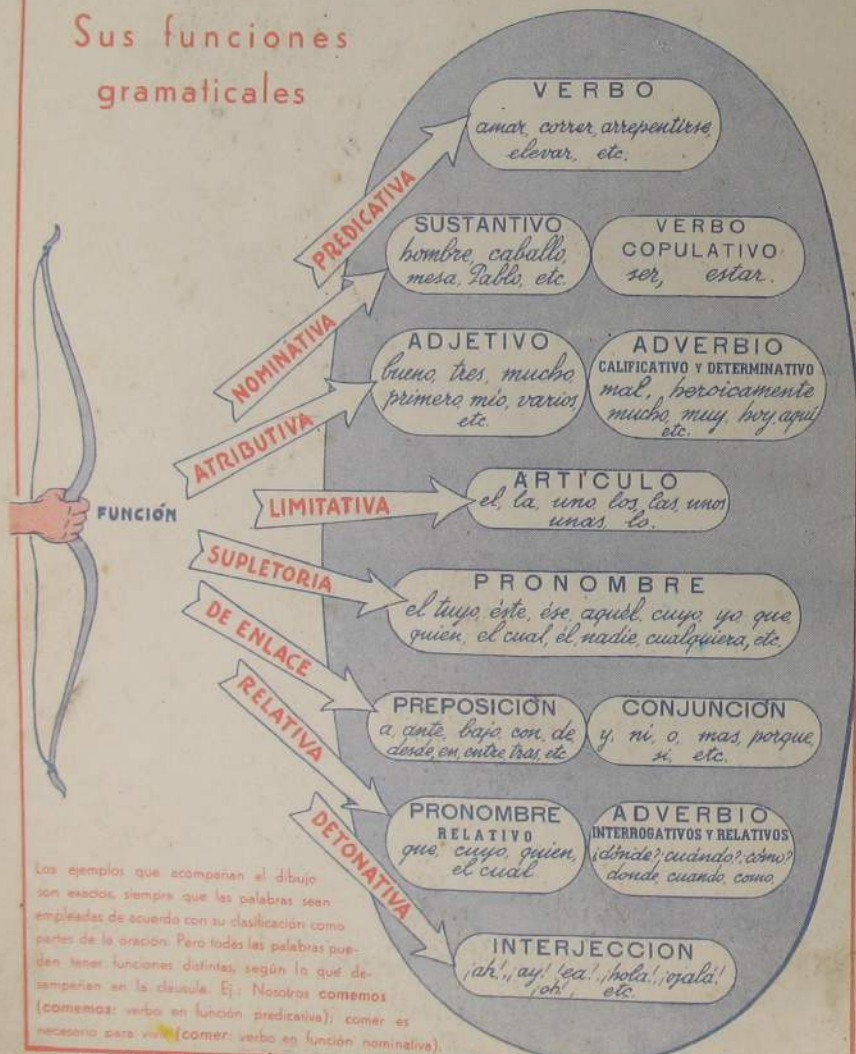 Sus funciones
gramaticales
VERBO
amar, correr, arrepentirse,
elevar, etc.
PREDICATIVA
SUSTANTIVO
hombre, caballo,
mesa, Pablo, etc.
VERBO
COPULATIVO
ser, estar.
NOMINATIVA
ADJETIVO
bueno, tres, mucho,
primero, mío, varios,
etc.
ADVERBIO
CALIFICATIVO Y DETERMINATIVO
mal, heroicamente
mucho, muy, hoy, aquí
etc.
ATRIBUTIVA
FUNCIÓN
ARTÍCULO
el, la, uno, los, las, unos
unas, lo.
LIMITATIVA
SUPLETORIA
PRONOMBRE
el tuyo, éste, ése, aquél, cuyo, yo, que,
quien, el cual, él, nadie, cualquiera, etc.
DE ENLACE
PREPOSICIÓN
a, ante, bajo, con, de,
desde, en, entre, tras, etc
CONJUNCIÓN
y, ni, o, mas, porque,
si, etc.
RELATIVA
PRONOMBRE
RELATIVO
que, cuyo, quien,
el cual
ADVERBIO
INTERROGATIVOS Y RELATIVOS
¿dónde?, ¿cuándo?, ¿cómo?
donde, cuando, como.
DETONATIVA
INTERJECCION
¡ah!, ¡ay!, ¡ea!, ¡hola!, ¡ojalá!
¡oh!, etc.
Los ejemplos que acompañan el dibujo
son exactos, siempre que las palabras sean
empleadas de acuerdo con su clasificación como
partes de la oración. Pero todas las palabras pue-
den tener funciones distintas, según lo que de-
sempeñan en la cláusula. Ej.: Nosotros comemos
(comemos: verbo en función predicativa); comer es
necesario para vivir (comer: verbo en función nominativa).